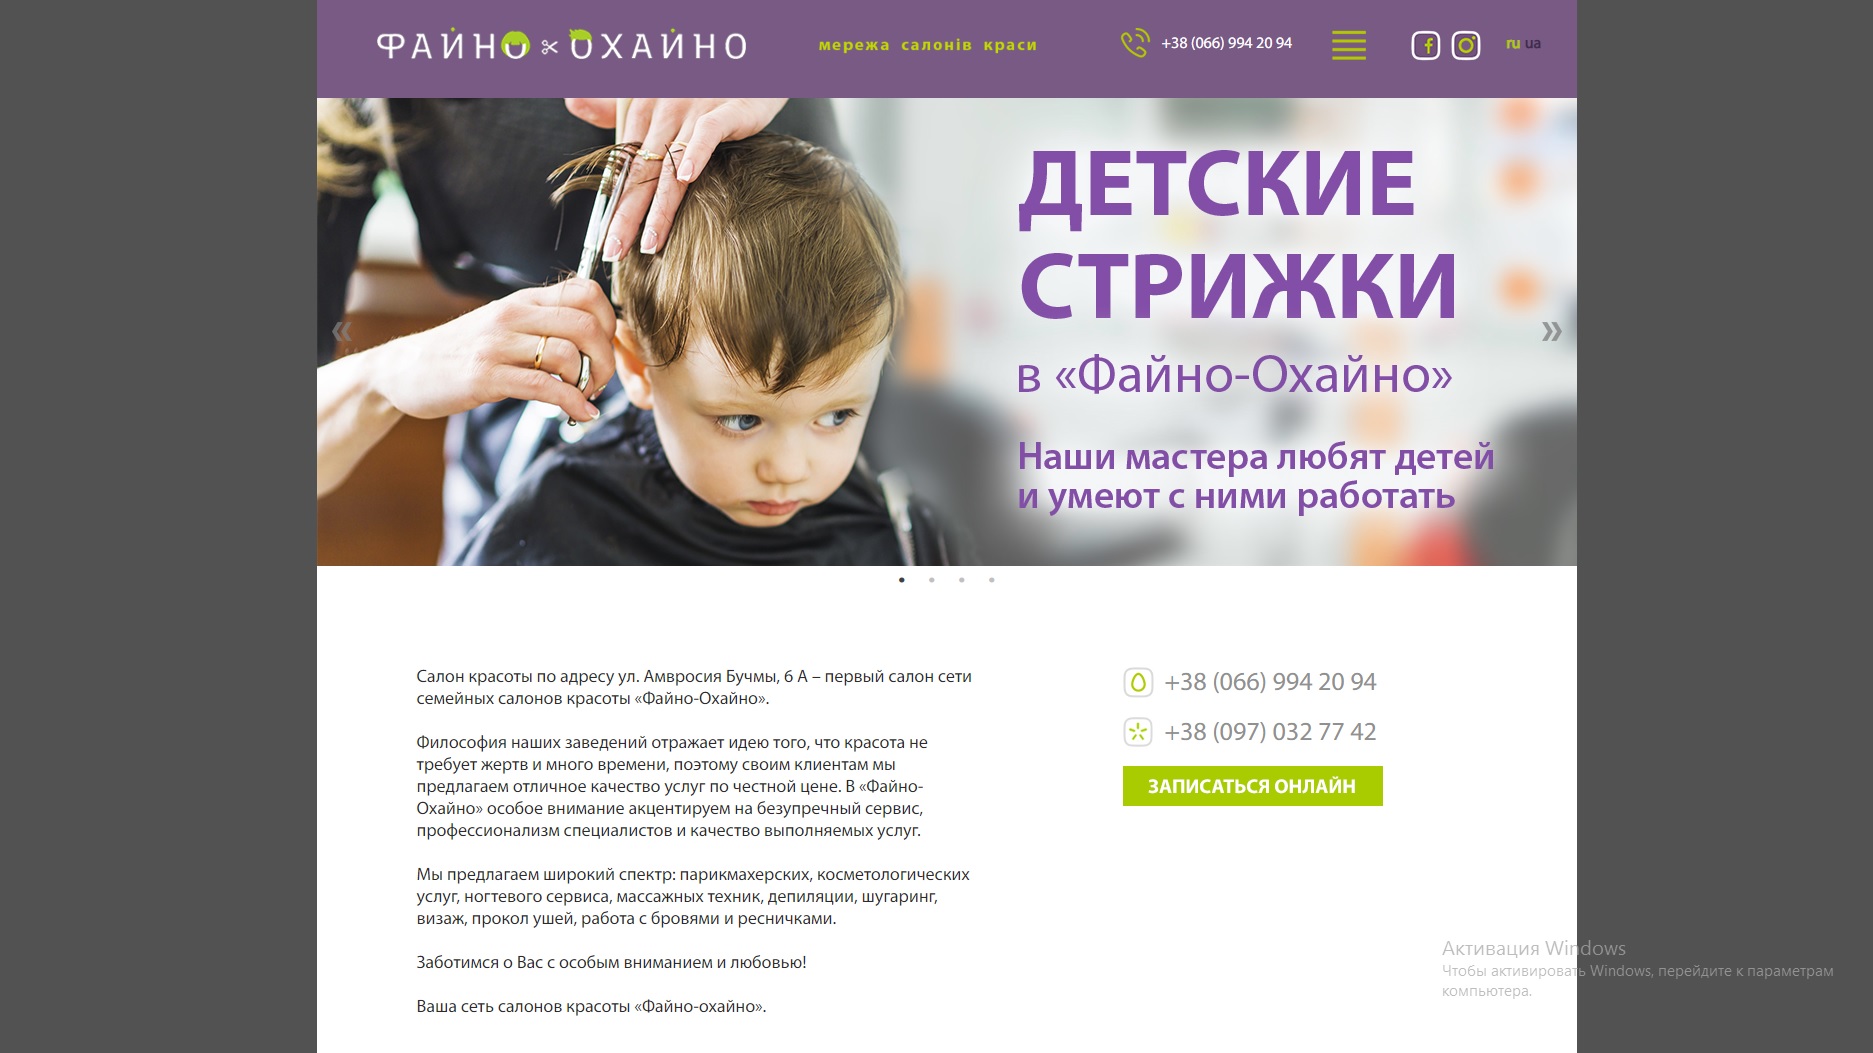 ФАЙНО ОХАЙНО
мережа салонів краси
+38 (066) 994 20 94
ru ua
ДЕТСКИЕ
СТРИЖКИ
в «Файно-Охайно»
Наши мастера любят детей
и умеют с ними работать
Салон красоты по адресу ул. Амвросия Бучмы, 6 А – первый салон сети
семейных салонов красоты «Файно-Охайно».
Философия наших заведений отражает идею того, что красота не
требует жертв и много времени, поэтому своим клиентам мы
предлагаем отличное качество услуг по честной цене. В «Файно-
Охайно» особое внимание акцентируем на безупречный сервис,
профессионализм специалистов и качество выполняемых услуг.
Мы предлагаем широкий спектр: парикмахерских, косметологических
услуг, ногтевого сервиса, массажных техник, депиляции, шугаринг,
визаж, прокол ушей, работа с бровями и ресничками.
Заботимся о Вас с особым вниманием и любовью!
Ваша сеть салонов красоты «Файно-охайно».
+38 (066) 994 20 94
+38 (097) 032 77 42
ЗАПИСАТЬСЯ ОНЛАЙН
Активация Windows
Чтобы активировать Windows, перейдите к параметрам
компьютера.